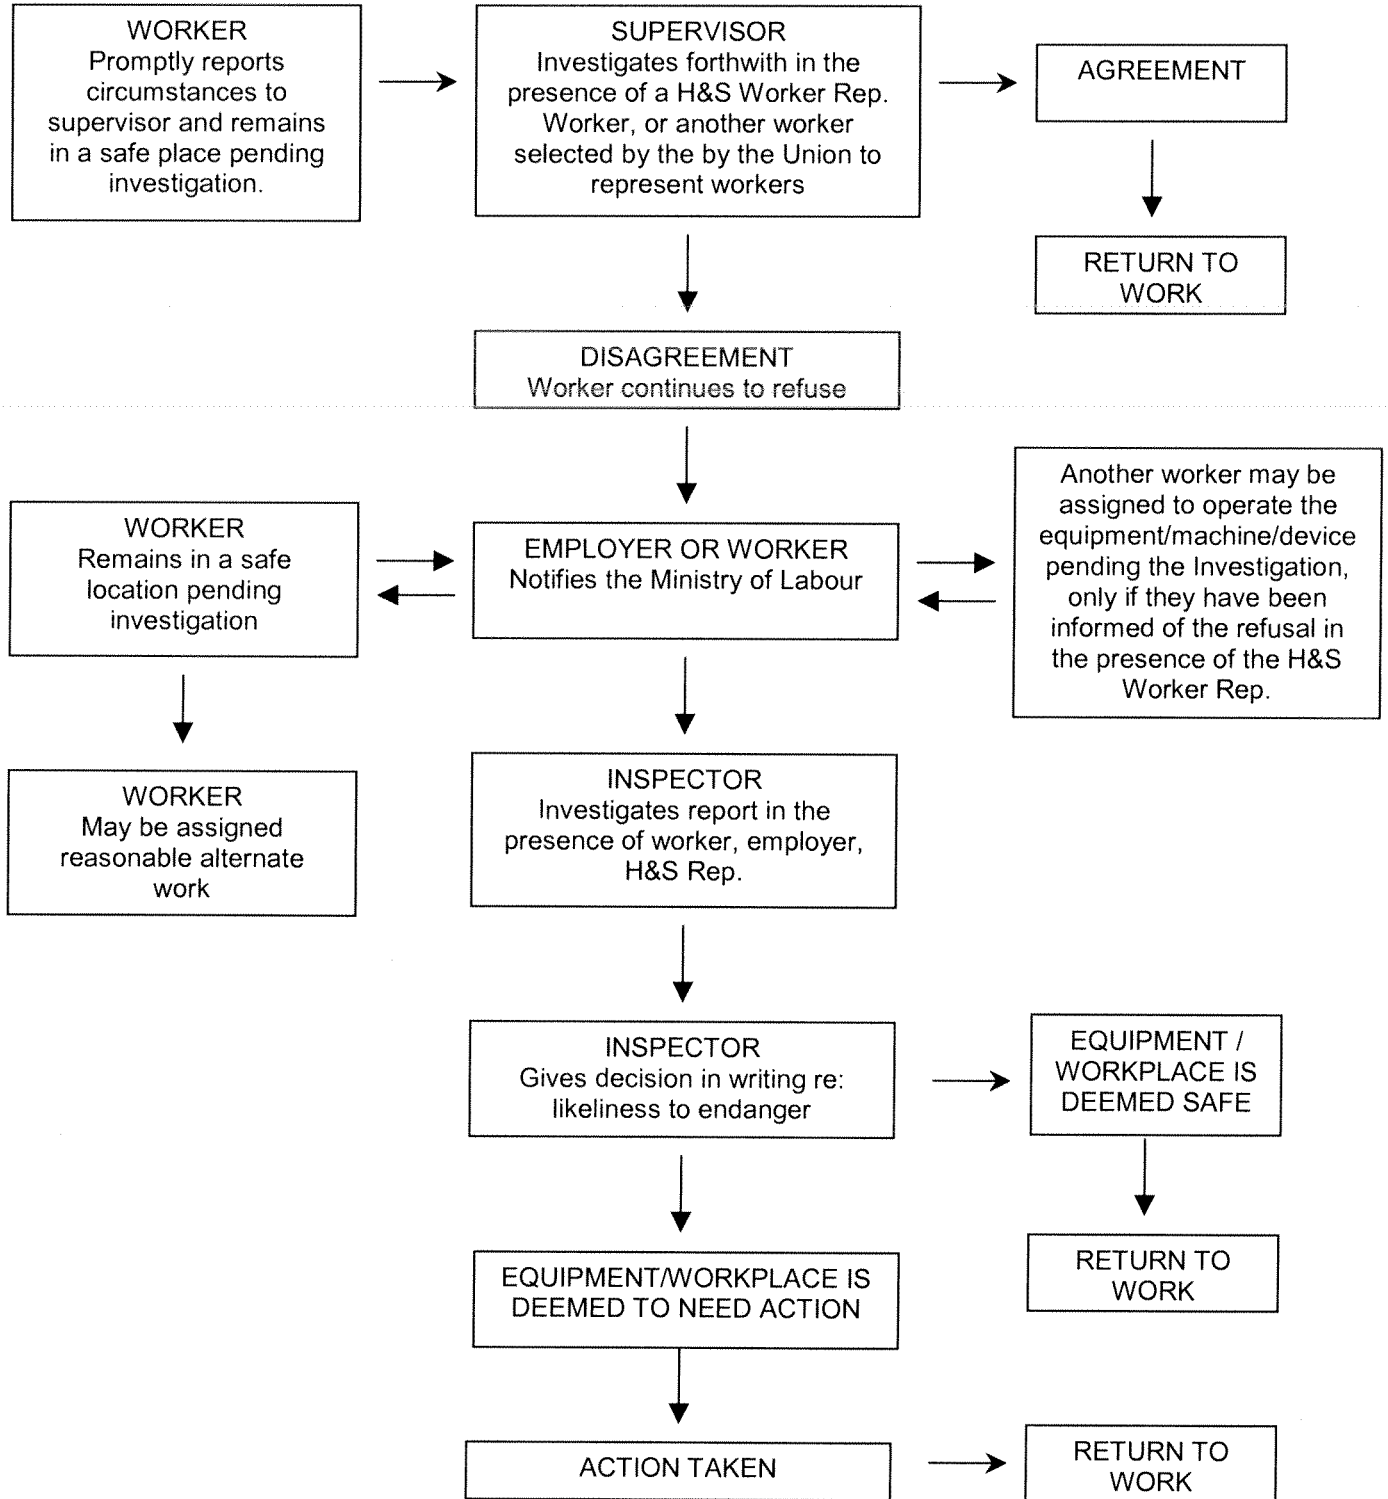 WORKER
Promptly reports
circumstances to
supervisor and remains
in a safe place pending
investigation.
SUPERVISOR
Investigates forthwith in the
presence of a H&S Worker Rep.
Worker, or another worker
selected by the by the Union to
represent workers
AGREEMENT
RETURN TO
WORK
DISAGREEMENT
Worker continues to refuse
WORKER
Remains in a safe
location pending
investigation
EMPLOYER OR WORKER
Notifies the Ministry of Labour
Another worker may be
assigned to operate the
equipment/machine/device
pending the Investigation,
only if they have been
informed of the refusal in
the presence of the H&S
Worker Rep.
WORKER
May be assigned
reasonable alternate
work
INSPECTOR
Investigates report in the
presence of worker, employer,
H&S Rep.
INSPECTOR
Gives decision in writing re:
likeliness to endanger
EQUIPMENT /
WORKPLACE IS
DEEMED SAFE
RETURN TO
WORK
EQUIPMENT/WORKPLACE IS
DEEMED TO NEED ACTION
ACTION TAKEN
RETURN TO
WORK